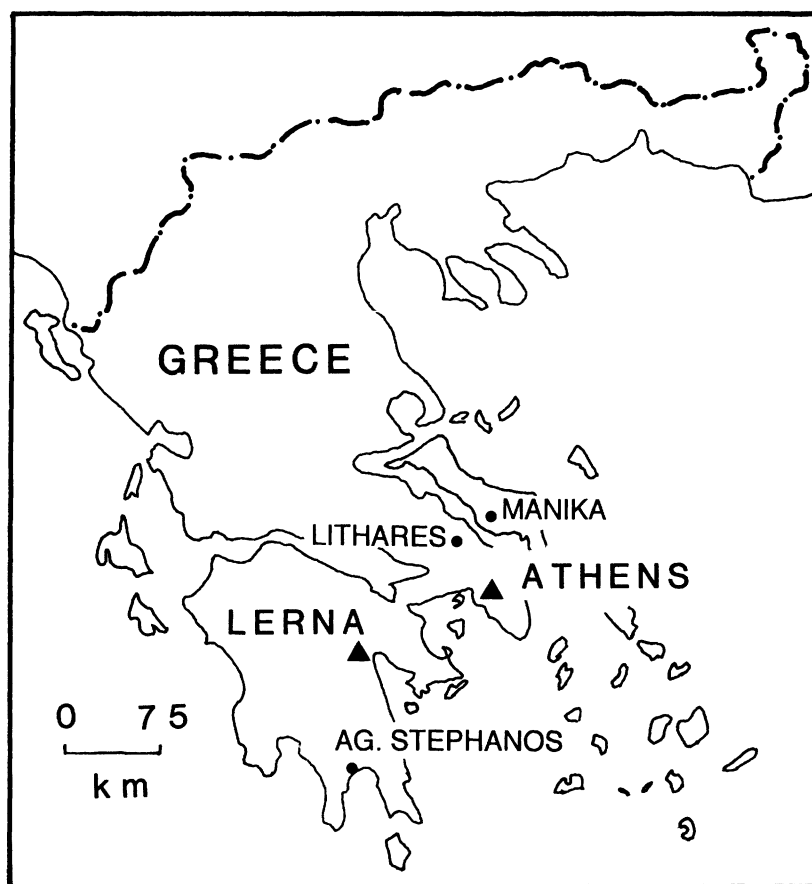 GREECE
MANIKA
LITHARES
ATHENS
LERNA
0 75
km
AG. STEPHANOS